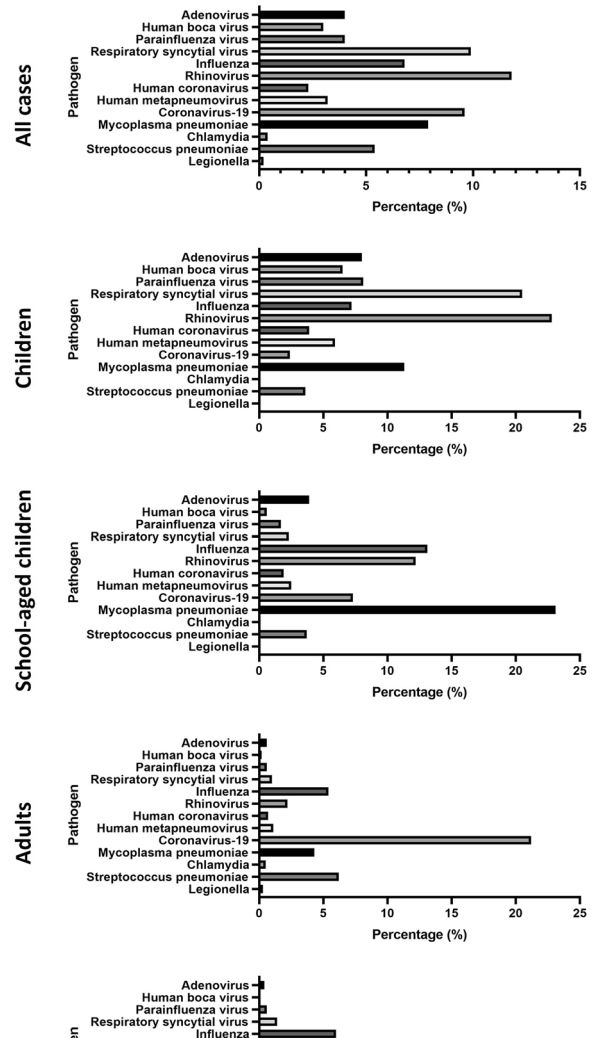 All cases
Pathogen
Adenovirus
Human boca virus
Parainfluenza virus
Respiratory syncytial virus
Influenza
Rhinovirus
Human coronavirus
Human metapneumovirus
Coronavirus-19
Mycoplasma pneumoniae
Chlamydia
Streptococcus pneumoniae
Legionella
0 5 10 15
Percentage (%)
Children
Pathogen
Adenovirus
Human boca virus
Parainfluenza virus
Respiratory syncytial virus
Influenza
Rhinovirus
Human coronavirus
Human metapneumovirus
Coronavirus-19
Mycoplasma pneumoniae
Chlamydia
Streptococcus pneumoniae
Legionella
0 5 10 15 20 25
Percentage (%)
School-aged children
Pathogen
Adenovirus
Human boca virus
Parainfluenza virus
Respiratory syncytial virus
Influenza
Rhinovirus
Human coronavirus
Human metapneumovirus
Coronavirus-19
Mycoplasma pneumoniae
Chlamydia
Streptococcus pneumoniae
Legionella
0 5 10 15 20 25
Percentage (%)
Adults
Pathogen
Adenovirus
Human boca virus
Parainfluenza virus
Respiratory syncytial virus
Influenza
Rhinovirus
Human coronavirus
Human metapneumovirus
Coronavirus-19
Mycoplasma pneumoniae
Chlamydia
Streptococcus pneumoniae
Legionella
0 5 10 15 20 25
Percentage (%)
Adenovirus
Human boca virus
Parainfluenza virus
Respiratory syncytial virus
Influenza